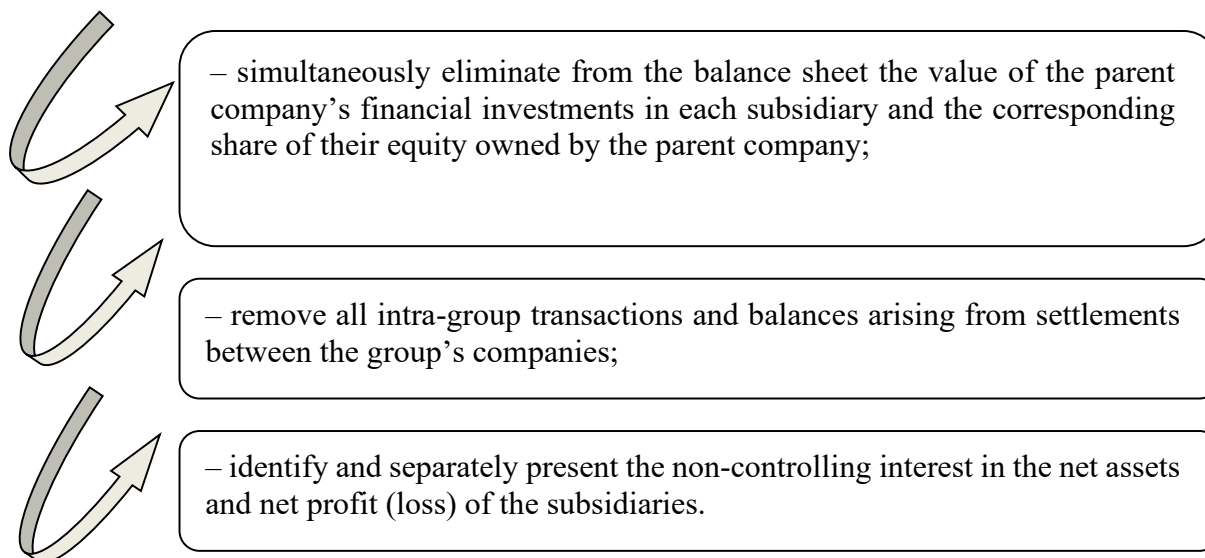 – simultaneously eliminate from the balance sheet the value of the parent
company’s financial investments in each subsidiary and the corresponding
share of their equity owned by the parent company;
– remove all intra-group transactions and balances arising from settlements
between the group’s companies;
– identify and separately present the non-controlling interest in the net assets
and net profit (loss) of the subsidiaries.